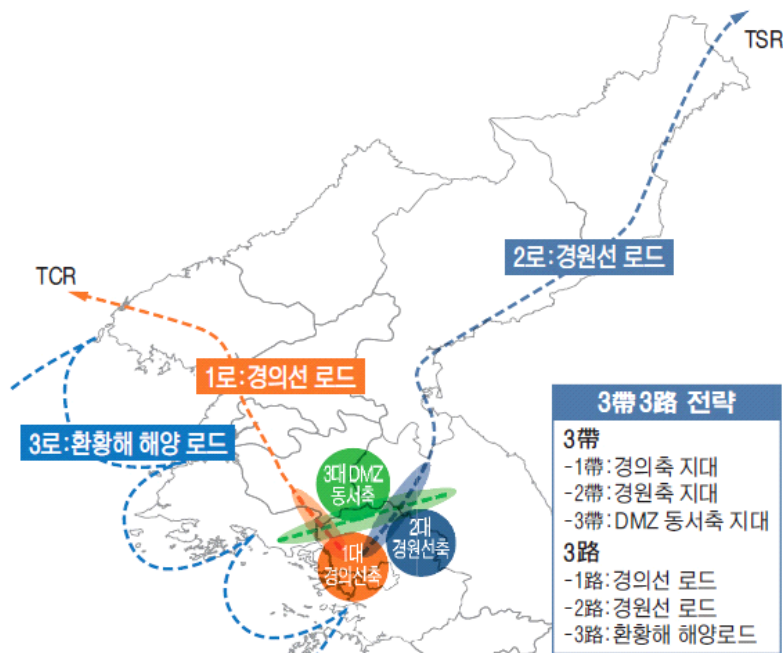 TSR
2로:경원선 로드
TCR
1로:경의선 로드
3로:환황해 해양 로드
3대 DMZ
동서축
2대
경원선축
1대
경의선축
3帶3路 전략
3帶
-1帶:경의축 지대
-2帶:경원축 지대
-3帶:DMZ 동서축 지대
3路
-1路:경의선 로드
-2路:경원선 로드
-3路:환황해 해양로드